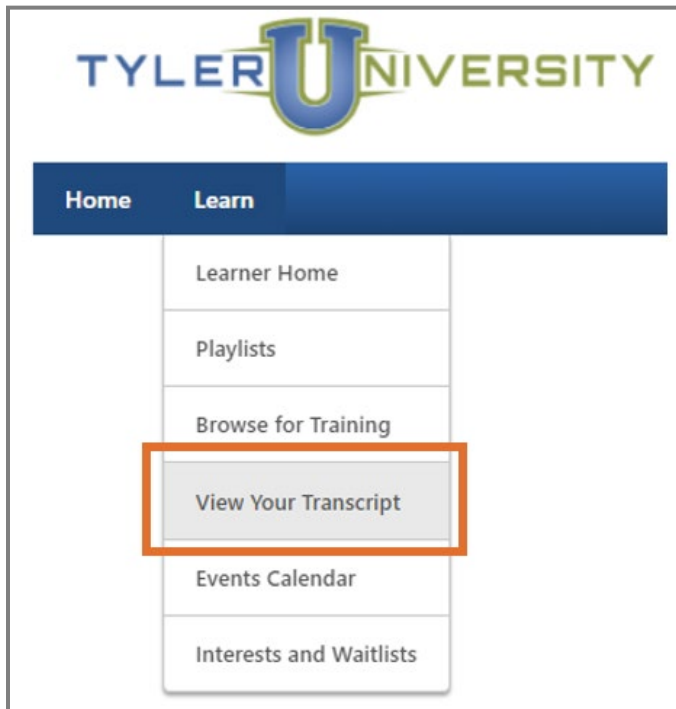 TYLER UNIVERSITY
Home Learn
Learner Home
Playlists
Browse for Training
View Your Transcript
Events Calendar
Interests and Waitlists